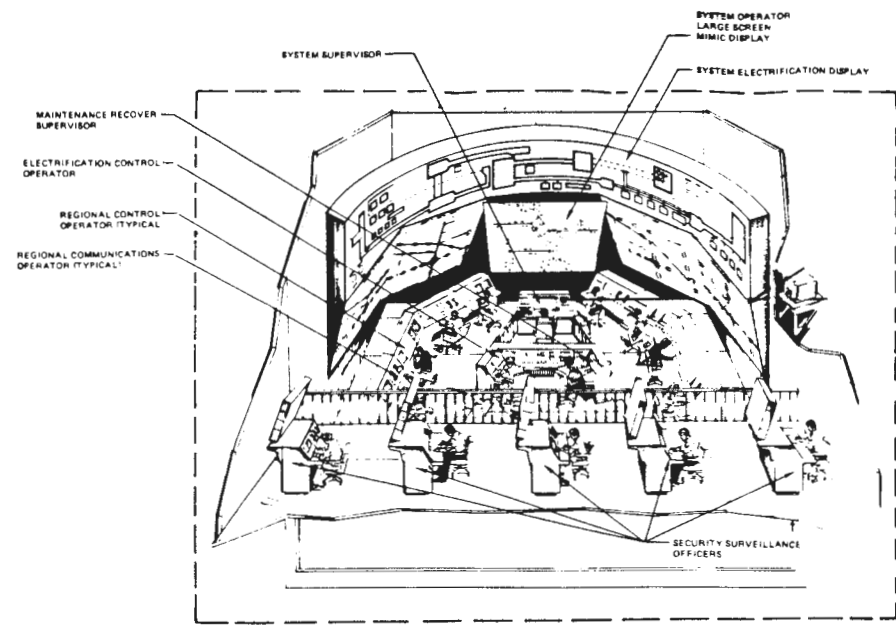 SYSTEM OPERATOR
LARGE SCREEN
MIMIC DISPLAY
SYSTEM SUPERVISOR
SYSTEM ELECTRIFICATION DISPLAY
MAINTENANCE RECOVER
SUPERVISOR
ELECTRIFICATION CONTROL
OPERATOR
REGIONAL CONTROL
OPERATOR (TYPICAL
REGIONAL COMMUNICATIONS
OPERATOR (TYPICAL)
SECURITY SURVEILLANCE
OFFICERS